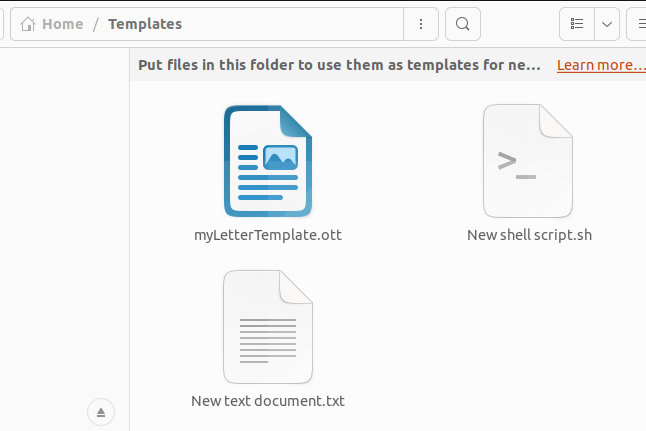 Home / Templates
Put files in this folder to use them as templates for ne... Learn more...
myLetterTemplate.ott
New shell script.sh
>_
New text document.txt